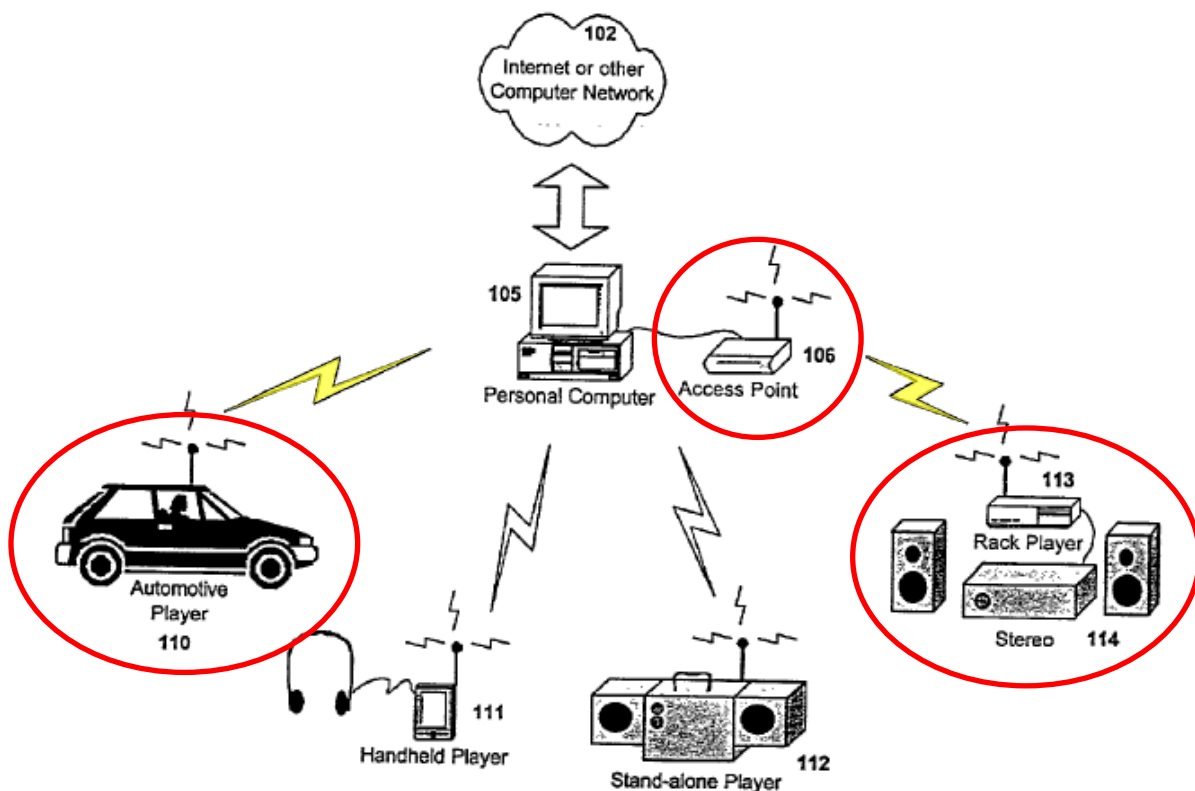 102
Internet or other
Computer Network
105
Personal Computer
106
Access Point
Automotive
Player
110
111
Handheld Player
112
Stand-alone Player
113
Rack Player
Stereo 114